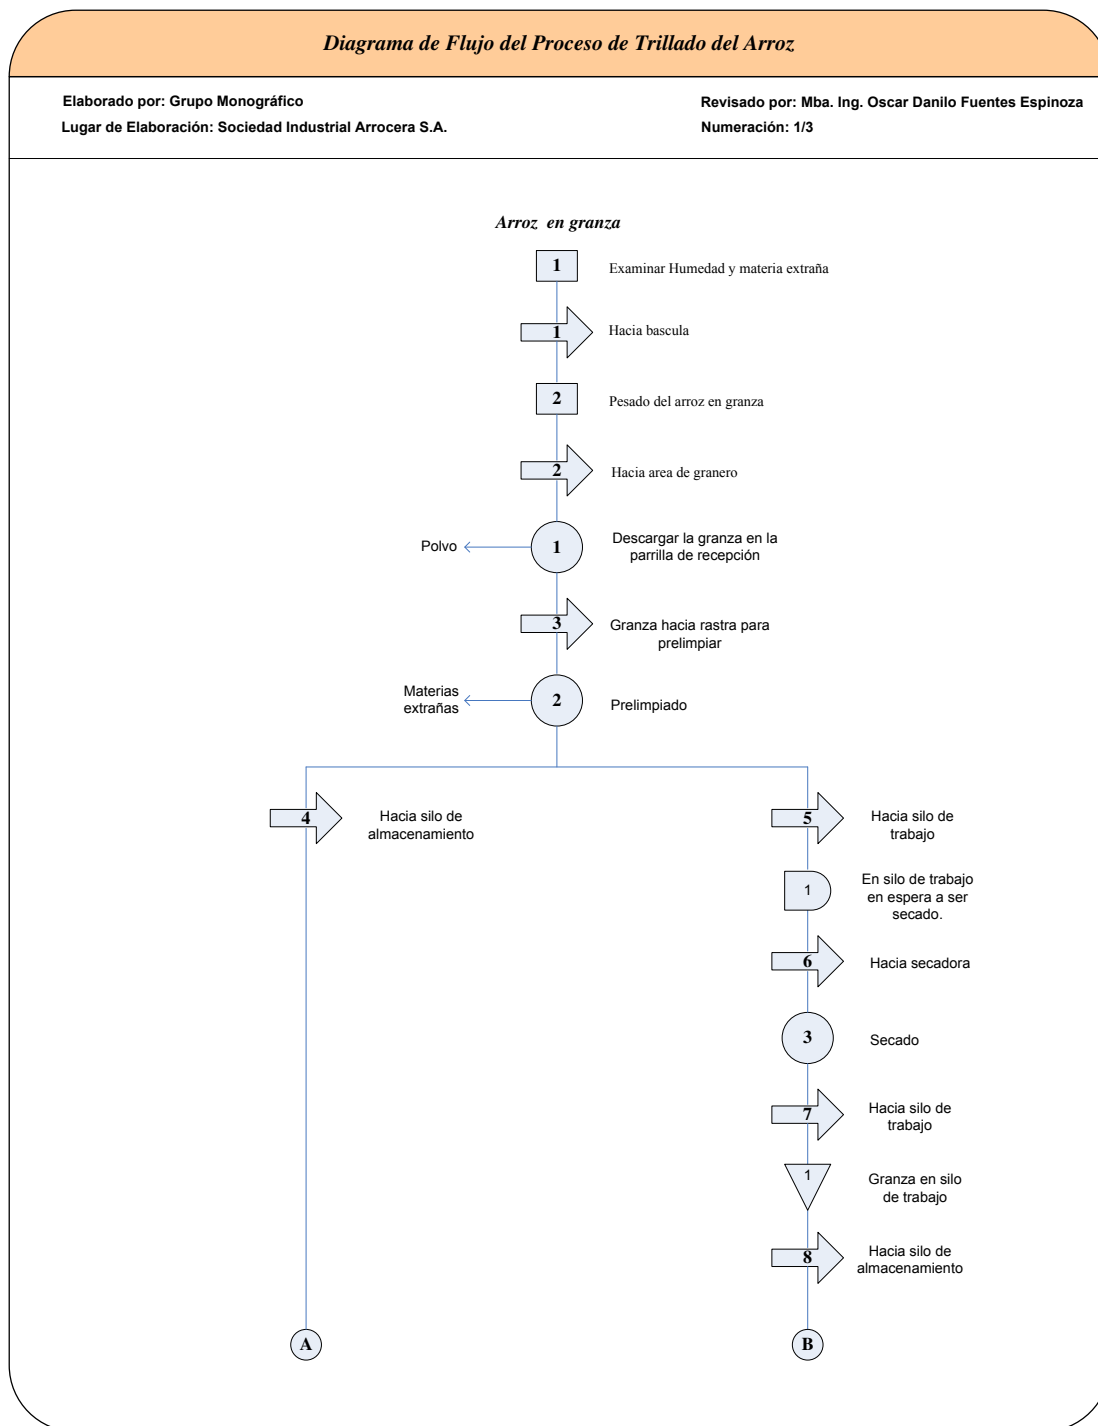 Diagrama de Flujo del Proceso de Trillado del Arroz
Elaborado por: Grupo Monográfico
Lugar de Elaboración: Sociedad Industrial Arrocera S.A.
Revisado por: Mba. Ing. Oscar Danilo Fuentes Espinoza
Numeración: 1/3
Arroz en granza
1
Examinar Humedad y materia extraña
1
Hacia bascula
2
Pesado del arroz en granza
2
Hacia area de granero
Polvo
1
Descargar la granza en la
parrilla de recepción
3
Granza hacia rastra para
prelimpiar
Materias
extrañas
2
Prelimpiado
4
Hacia silo de
almacenamiento
5
Hacia silo de
trabajo
1
En silo de trabajo
en espera a ser
secado.
6
Hacia secadora
3
Secado
7
Hacia silo de
trabajo
1
Granza en silo
de trabajo
8
Hacia silo de
almacenamiento
A
B